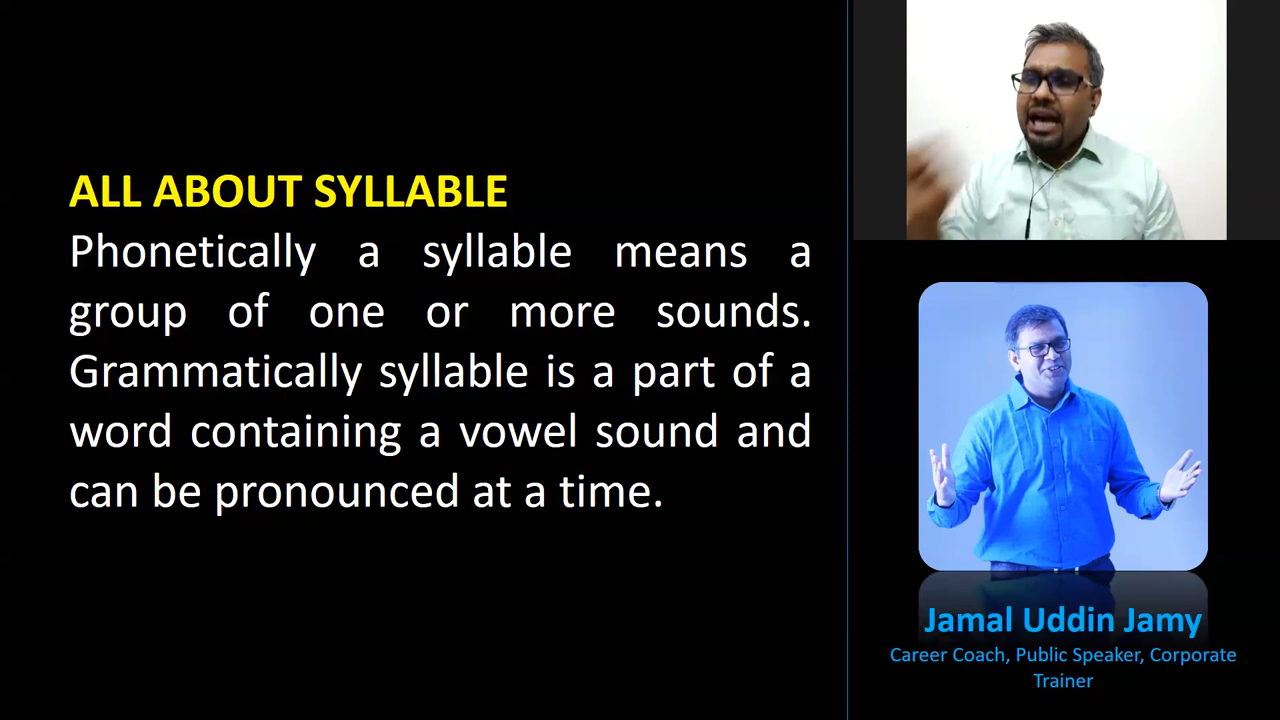 ALL ABOUT SYLLABLE
Phonetically a syllable means a
group of one or more sounds.
Grammatically syllable is a part of a
word containing a vowel sound and
can be pronounced at a time.
Jamal Uddin Jamy
Career Coach, Public Speaker, Corporate
Trainer